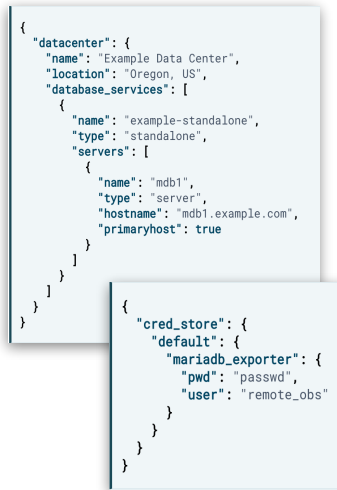 {
  "datacenter": {
    "name": "Example Data Center",
    "location": "Oregon, US",
    "database_services": [
      {
        "name": "example-standalone",
        "type": "standalone",
        "servers": [
          {
            "name": "mdb1",
            "type": "server",
            "hostname": "mdb1.example.com",
            "primaryhost": true
          }
        ]
      }
    ]
  }
}
{
  "cred_store": {
    "default": {
      "mariadb_exporter": {
        "pwd": "passwd",
        "user": "remote_obs"
      }
    }
  }
}